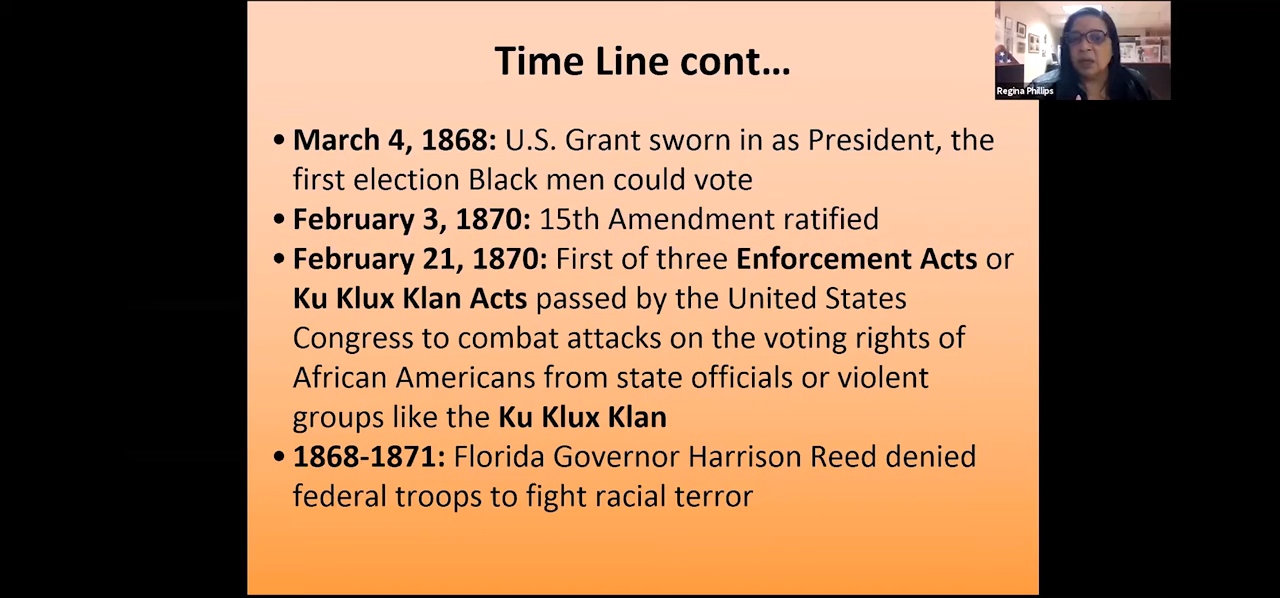 Time Line cont…
Regina Phillips
• March 4, 1868: U.S. Grant sworn in as President, the
first election Black men could vote
• February 3, 1870: 15th Amendment ratified
• February 21, 1870: First of three Enforcement Acts or
Ku Klux Klan Acts passed by the United States
Congress to combat attacks on the voting rights of
African Americans from state officials or violent
groups like the Ku Klux Klan
• 1868-1871: Florida Governor Harrison Reed denied
federal troops to fight racial terror